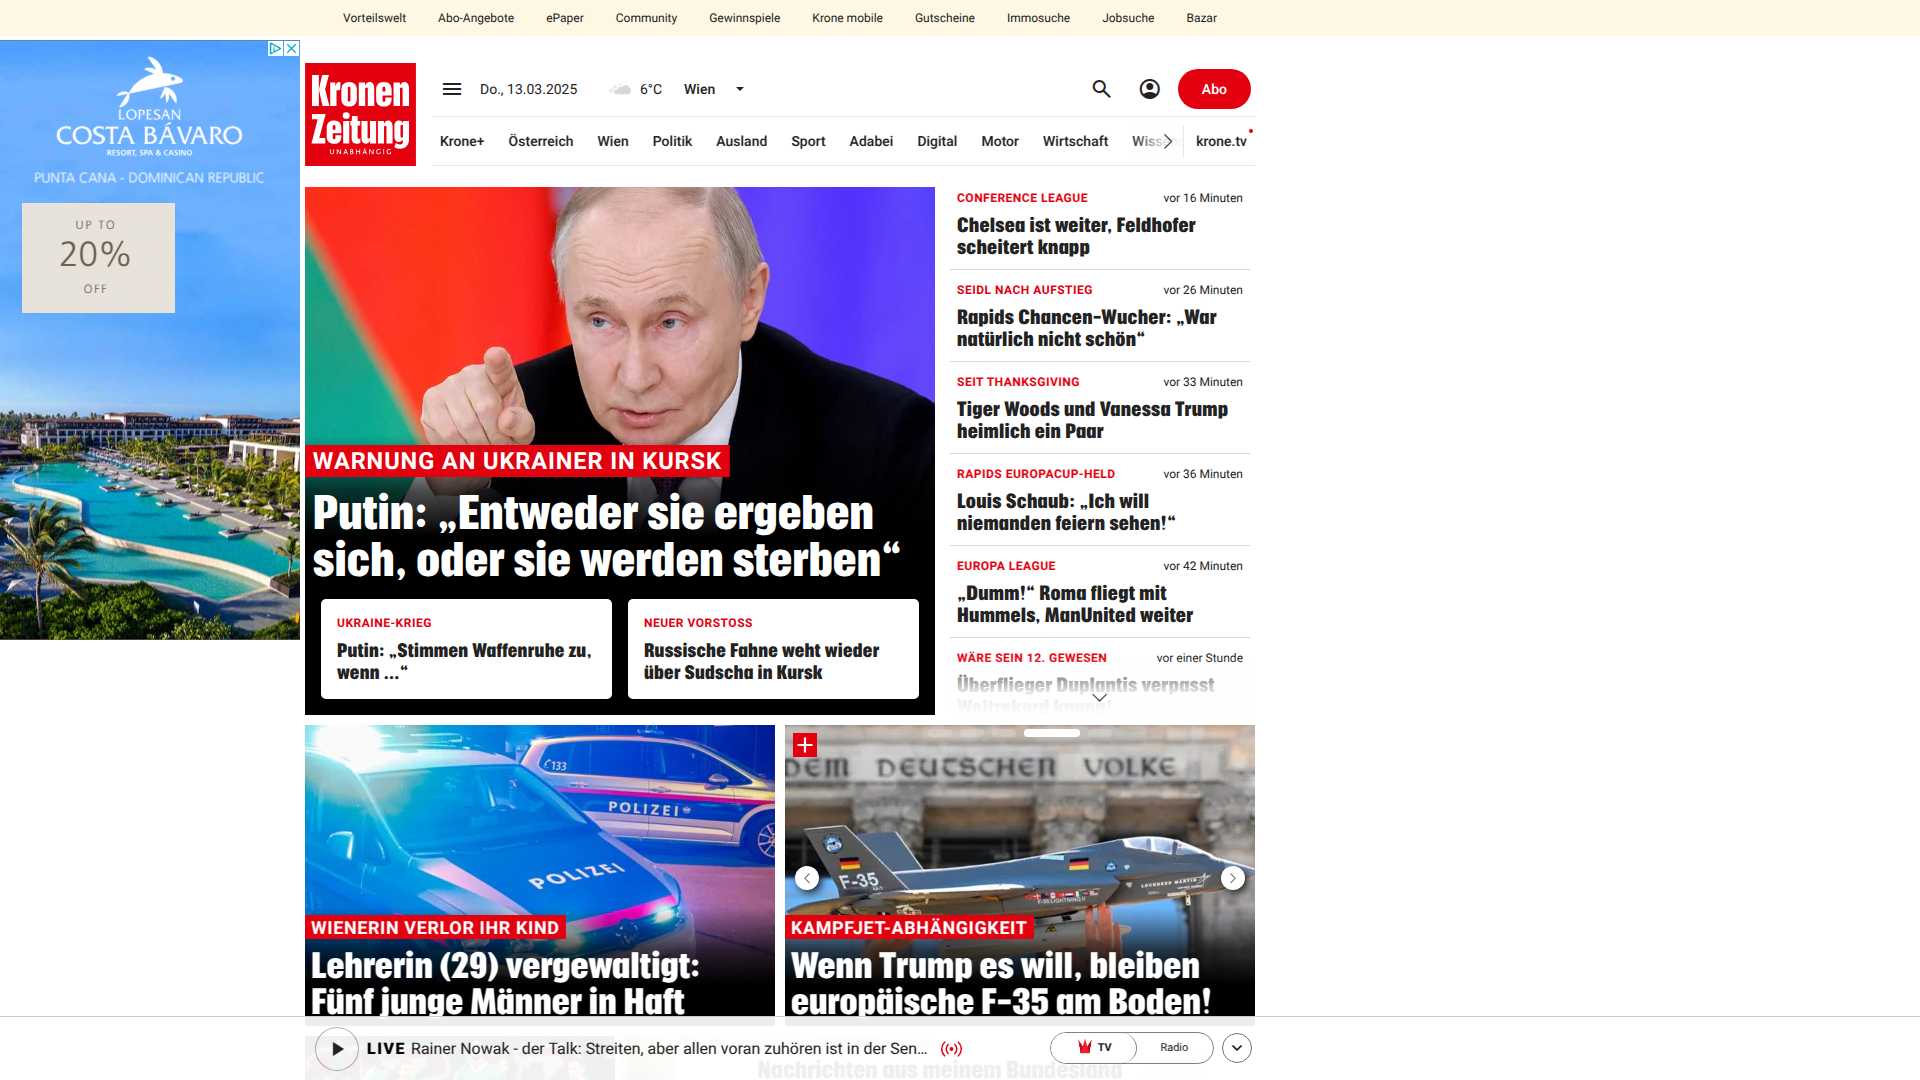 Vorteilswelt Abo-Angebote ePaper Community Gewinnspiele Krone mobile Gutscheine Immosuche Jobsuche Bazar
LOPESAN
COSTA BÁVARO
RESORT, SPA & CASINO
PUNTA CANA - DOMINICAN REPUBLIC
UP TO
20%
OFF
Kronen
Zeitung
UNABHÄNGIG
Do., 13.03.2025 6°C Wien Abo
Krone+ Österreich Wien Politik Ausland Sport Adabei Digital Motor Wirtschaft krone.tv
WARNUNG AN UKRAINER IN KURSK
Putin: „Entweder sie ergeben
sich, oder sie werden sterben“
UKRAINE-KRIEG
Putin: „Stimmen Waffenruhe zu,
wenn ...“
NEUER VORSTOSS
Russische Fahne weht wieder
über Sudscha in Kursk
CONFERENCE LEAGUE vor 16 Minuten
Chelsea ist weiter, Feldhofer
scheitert knapp
SEIDL NACH AUFSTIEG vor 26 Minuten
Rapids Chancen-Wucher: „War
natürlich nicht schön“
SEIT THANKSGIVING vor 33 Minuten
Tiger Woods und Vanessa Trump
heimlich ein Paar
RAPIDS EUROPACUP-HELD vor 36 Minuten
Louis Schaub: „Ich will
niemanden feiern sehen!“
EUROPA LEAGUE vor 42 Minuten
„Dumm!“ Roma fliegt mit
Hummels, ManUnited weiter
WÄRE SEIN 12. GEWESEN vor einer Stunde
Überflieger Duplantis verpasst
Weltrekord knapp!
133
POLIZEI
POLIZEI
WIENERIN VERLOR IHR KIND
Lehrerin (29) vergewaltigt:
Fünf junge Männer in Haft
DEM DEUTSCHEN VOLKE
F-35
LOCKHEED MARTIN
F-35 LIGHTNING II
KAMPFJET-ABHÄNGIGKEIT
Wenn Trump es will, bleiben
europäische F-35 am Boden!
LIVE Rainer Nowak - der Talk: Streiten, aber allen voran zuhören ist in der Sen... TV Radio
Nachrichten aus meinem Bundesland